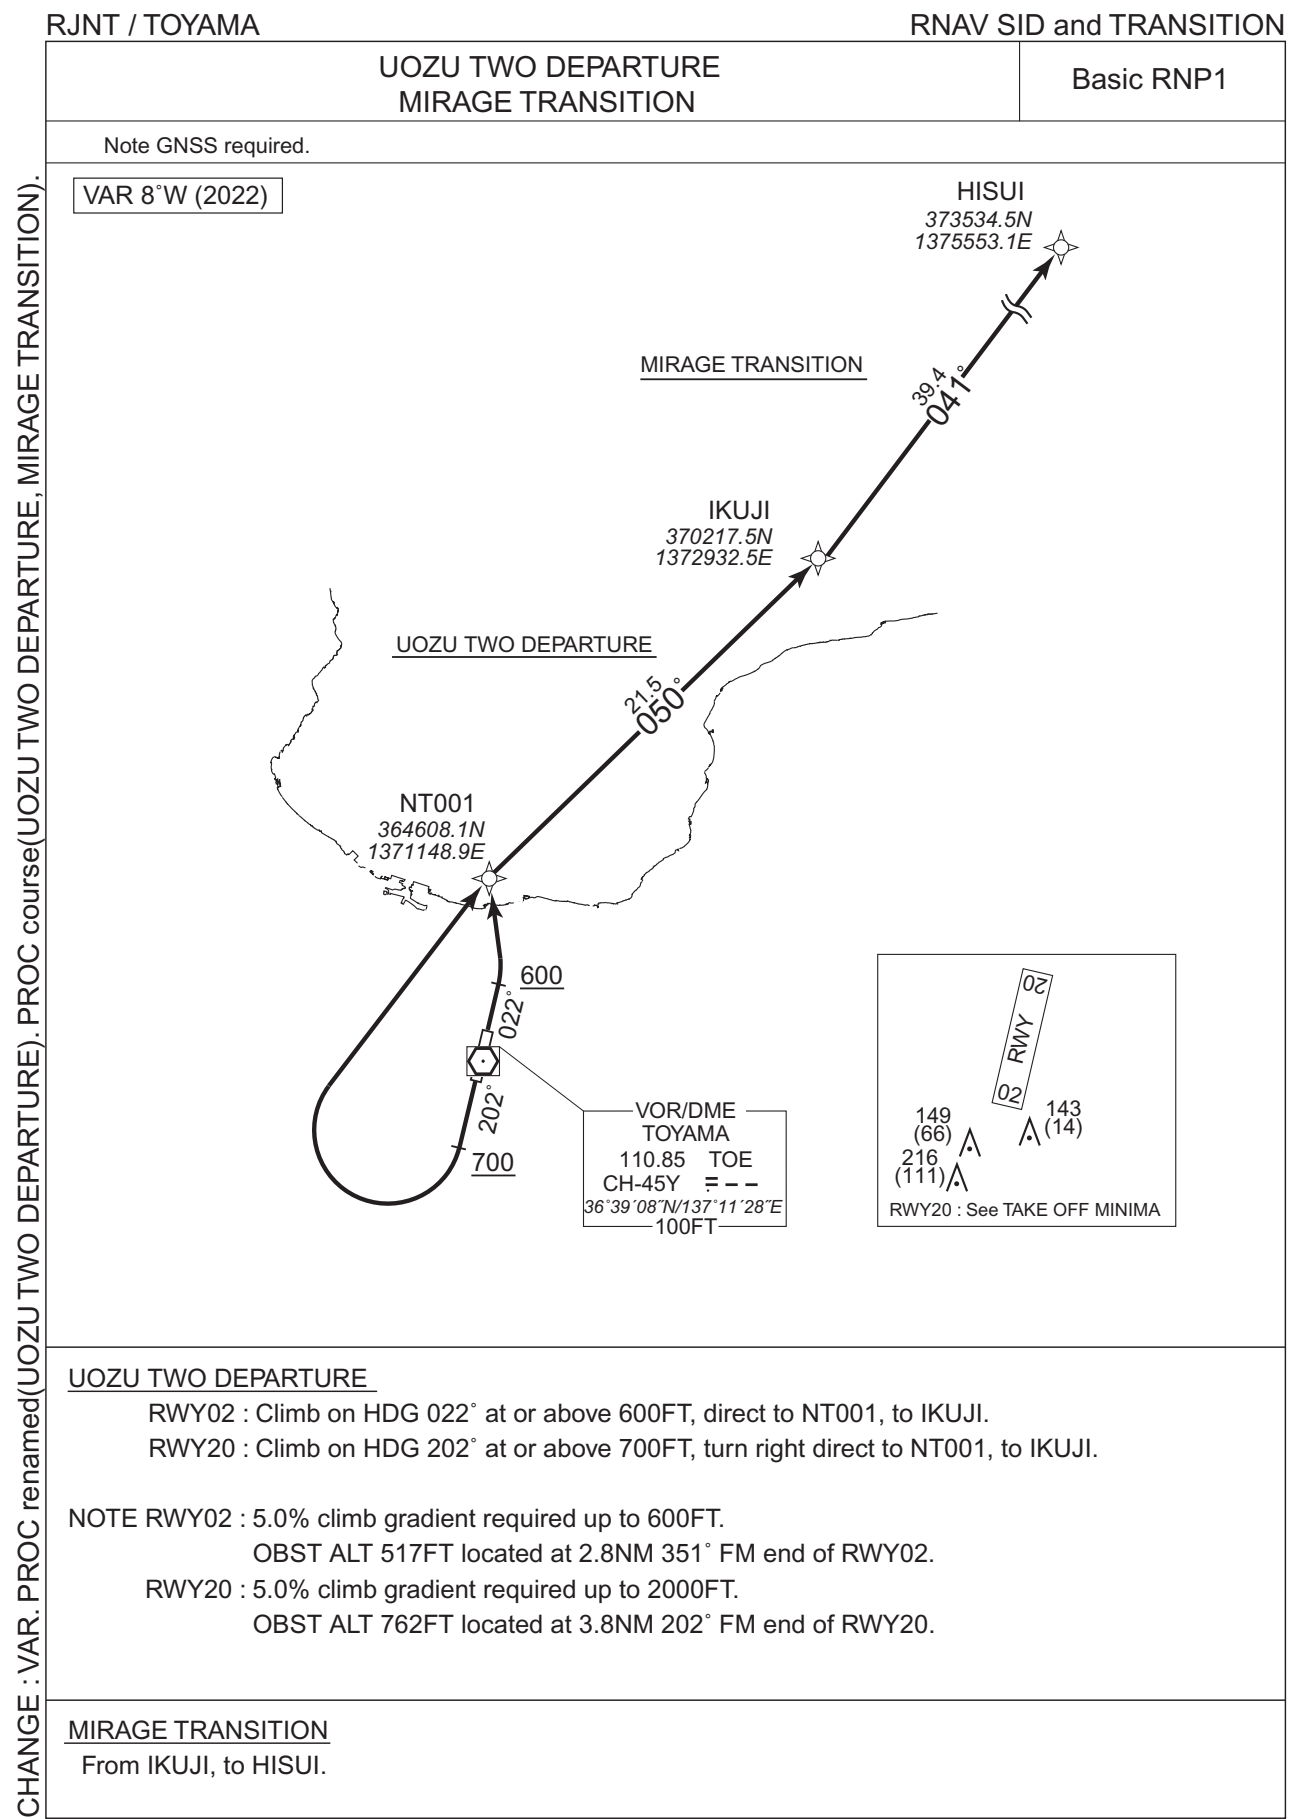 RJNT / TOYAMA
RNAV SID and TRANSITION
UOZU TWO DEPARTURE
MIRAGE TRANSITION
Basic RNP1
Note GNSS required.
VAR 8°W (2022)
HISUI
373534.5N
1375553.1E
MIRAGE TRANSITION
39.4
041°
IKUJI
370217.5N
1372932.5E
UOZU TWO DEPARTURE
21.5
050°
NT001
364608.1N
1371148.9E
600
022°
202°
700
VOR/DME
TOYAMA
110.85 TOE
CH-45Y
36°39´08˝N/137°11´28˝E
100FT
20
RWY
02
149
(66)
143
(14)
216
(111)
RWY20 : See TAKE OFF MINIMA
UOZU TWO DEPARTURE
RWY02 : Climb on HDG 022° at or above 600FT, direct to NT001, to IKUJI.
RWY20 : Climb on HDG 202° at or above 700FT, turn right direct to NT001, to IKUJI.
NOTE RWY02 : 5.0% climb gradient required up to 600FT.
OBST ALT 517FT located at 2.8NM 351° FM end of RWY02.
RWY20 : 5.0% climb gradient required up to 2000FT.
OBST ALT 762FT located at 3.8NM 202° FM end of RWY20.
MIRAGE TRANSITION
From IKUJI, to HISUI.
CHANGE : VAR. PROC renamed(UOZU TWO DEPARTURE). PROC course(UOZU TWO DEPARTURE, MIRAGE TRANSITION).